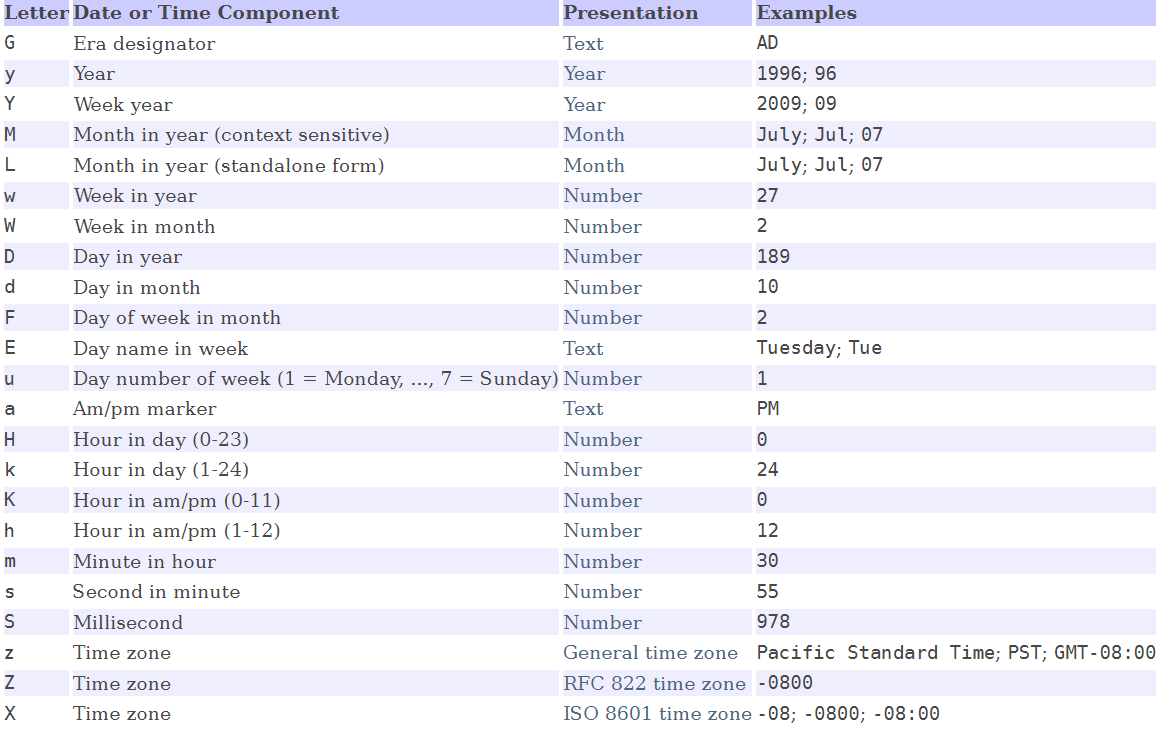 Letter Date or Time Component Presentation Examples
G Era designator Text AD
y Year Year 1996; 96
Y Week year Year 2009; 09
M Month in year (context sensitive) Month July; Jul; 07
L Month in year (standalone form) Month July; Jul; 07
w Week in year Number 27
W Week in month Number 2
D Day in year Number 189
d Day in month Number 10
F Day of week in month Number 2
E Day name in week Text Tuesday; Tue
u Day number of week (1 = Monday, ..., 7 = Sunday) Number 1
a Am/pm marker Text PM
H Hour in day (0-23) Number 0
k Hour in day (1-24) Number 24
K Hour in am/pm (0-11) Number 0
h Hour in am/pm (1-12) Number 12
m Minute in hour Number 30
s Second in minute Number 55
S Millisecond Number 978
z Time zone General time zone Pacific Standard Time; PST; GMT-08:00
Z Time zone RFC 822 time zone -0800
X Time zone ISO 8601 time zone -08; -0800; -08:00